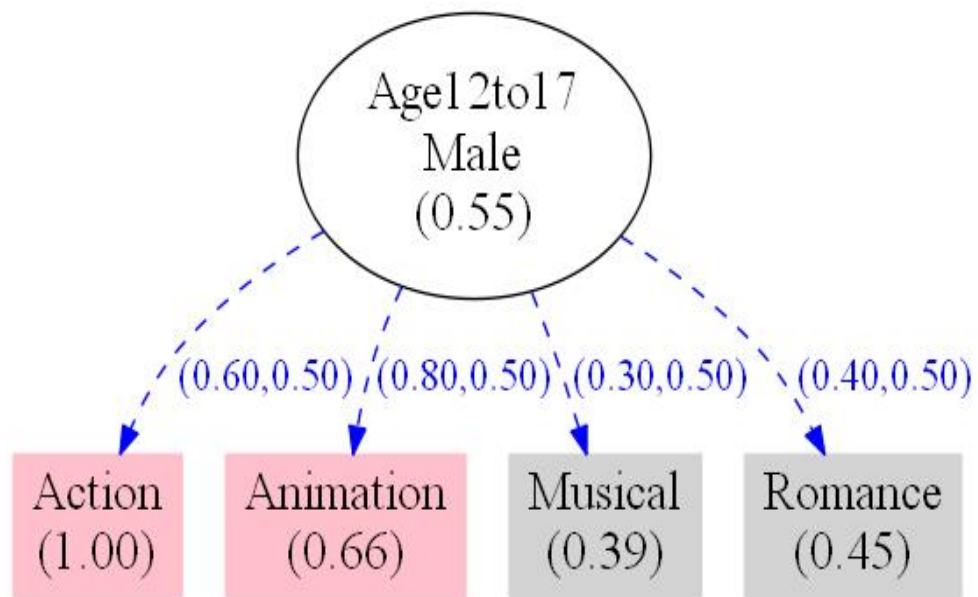 Age12to17
Male
(0.55)
(0.60,0.50) (0.80,0.50) (0.30,0.50) (0.40,0.50)
Action
(1.00)
Animation
(0.66)
Musical
(0.39)
Romance
(0.45)